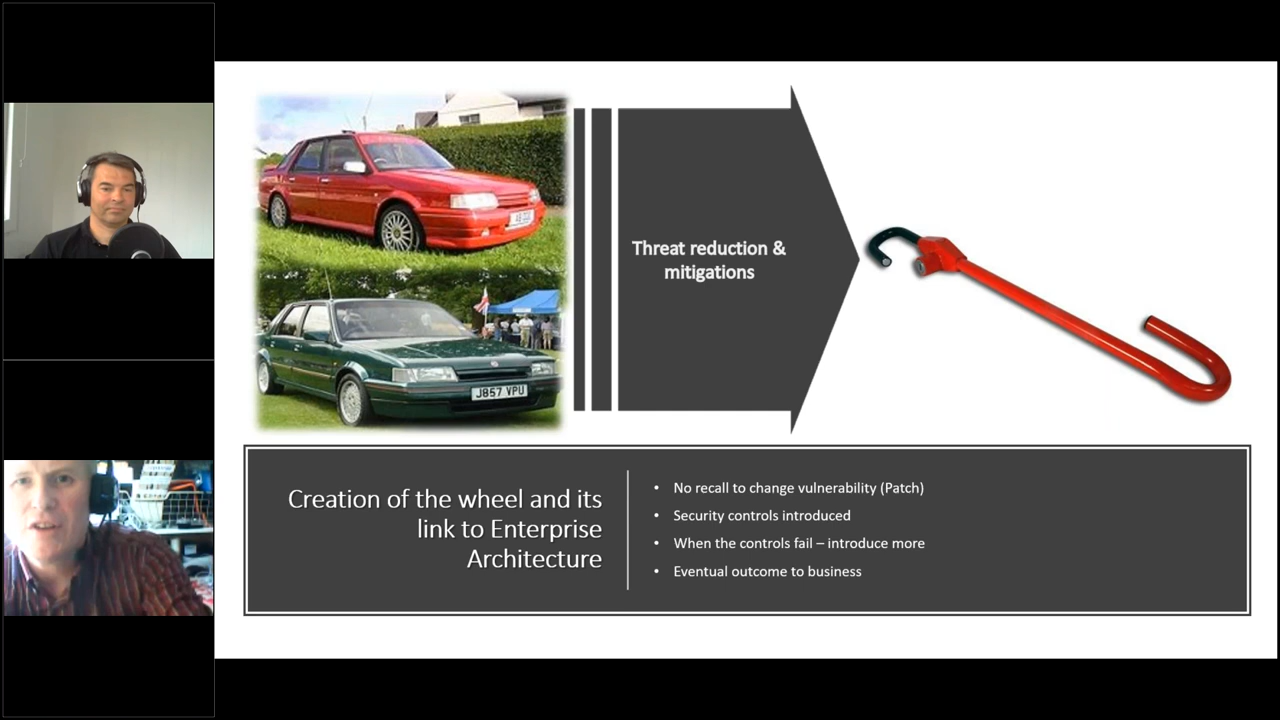 J857 VPU
Threat reduction &
mitigations
Creation of the wheel and its
link to Enterprise
Architecture
• No recall to change vulnerability (Patch)
• Security controls introduced
• When the controls fail – introduce more
• Eventual outcome to business